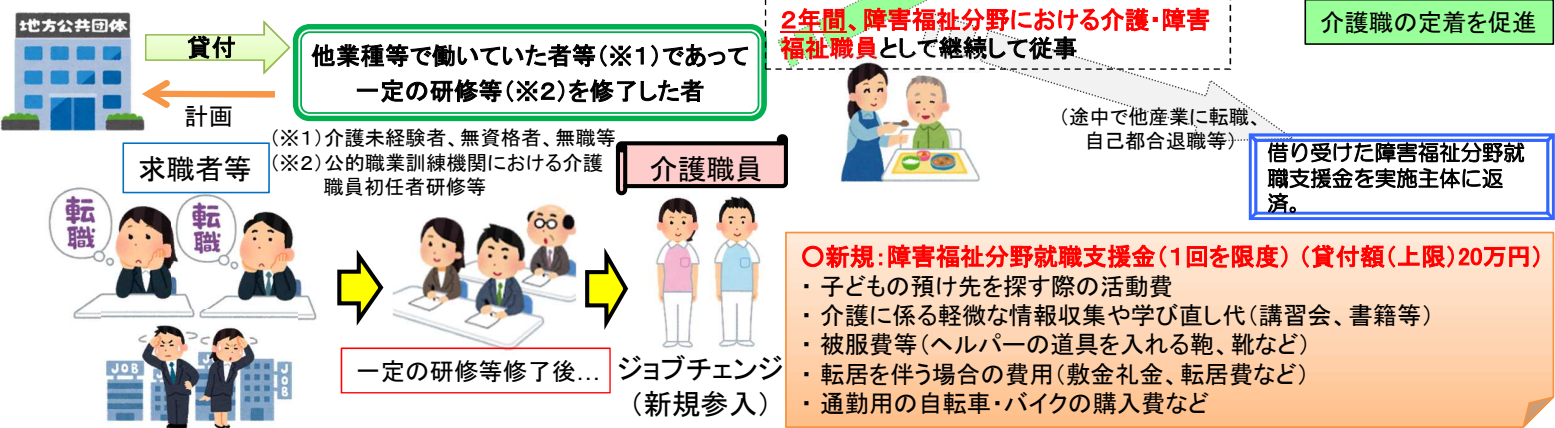 地方公共団体
貸付
計画
他業種等で働いていた者等(※1)であって
一定の研修等(※2)を修了した者
(※1)介護未経験者、無資格者、無職等
(※2)公的職業訓練機関における介護
職員初任者研修等
2年間、障害福祉分野における介護・障害
福祉職員として継続して従事
介護職の定着を促進
(途中で他産業に転職、
自己都合退職等)
借り受けた障害福祉分野就
職支援金を実施主体に返
済。
求職者等
転職
転職
JOB
JOB
一定の研修等修了後…
介護職員
ジョブチェンジ
(新規参入)
〇新規:障害福祉分野就職支援金(1回を限度)(貸付額(上限)20万円)
・ 子どもの預け先を探す際の活動費
・ 介護に係る軽微な情報収集や学び直し代(講習会、書籍等)
・ 被服費等(ヘルパーの道具を入れる鞄、靴など)
・ 転居を伴う場合の費用(敷金礼金、転居費など)
・ 通勤用の自転車・バイクの購入費など